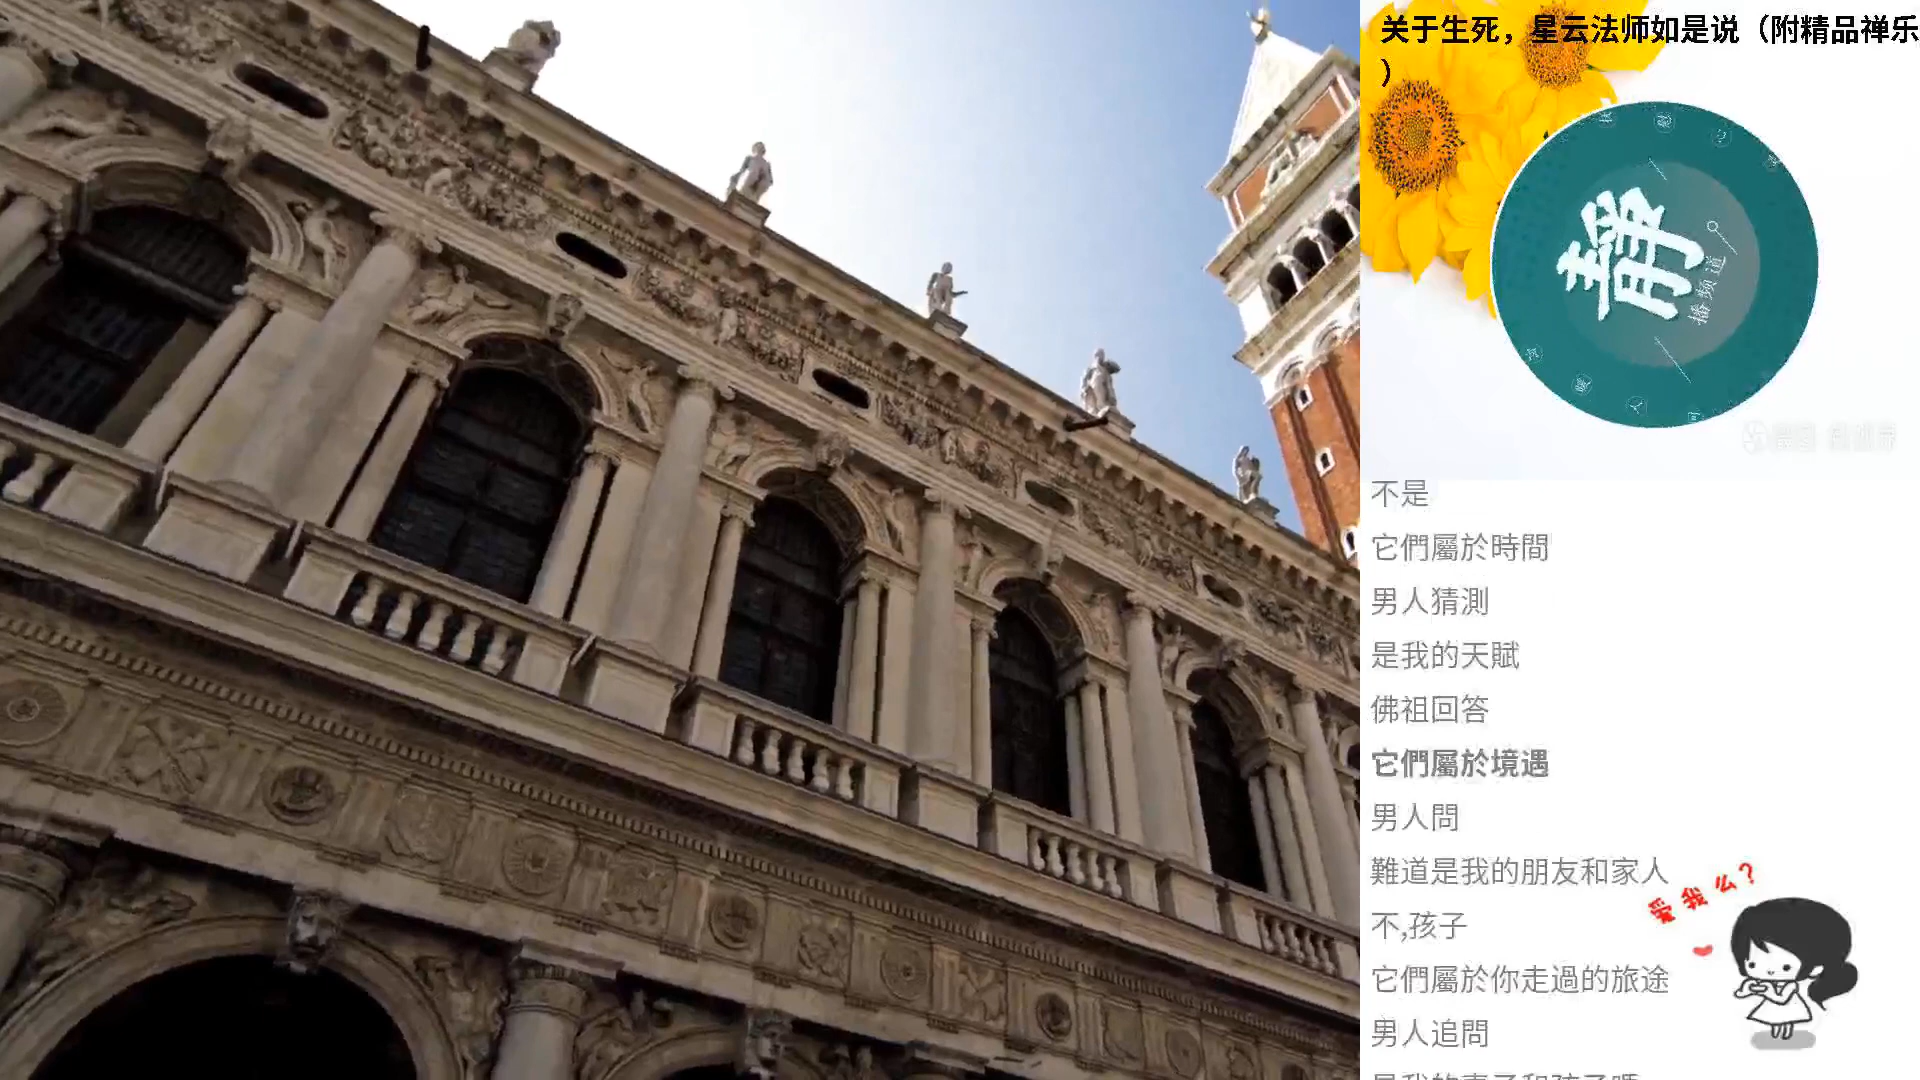 关于生死，星云法师如是说（附精品禅乐
）
静
播频道
不是
它們屬於時間
男人猜測
是我的天賦
佛祖回答
它們屬於境遇
男人問
難道是我的朋友和家人
爱我么？
不,孩子
它們屬於你走過的旅途
男人追問